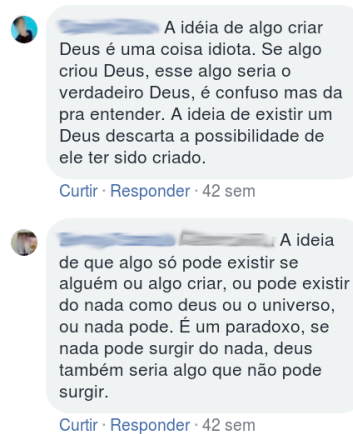 A idéia de algo criar
Deus é uma coisa idiota. Se algo
criou Deus, esse algo seria o
verdadeiro Deus, é confuso mas da
pra entender. A ideia de existir um
Deus descarta a possibilidade de
ele ter sido criado.
Curtir · Responder · 42 sem
A ideia
de que algo só pode existir se
alguém ou algo criar, ou pode existir
do nada como deus ou o universo,
ou nada pode. É um paradoxo, se
nada pode surgir do nada, deus
também seria algo que não pode
surgir.
Curtir · Responder · 42 sem